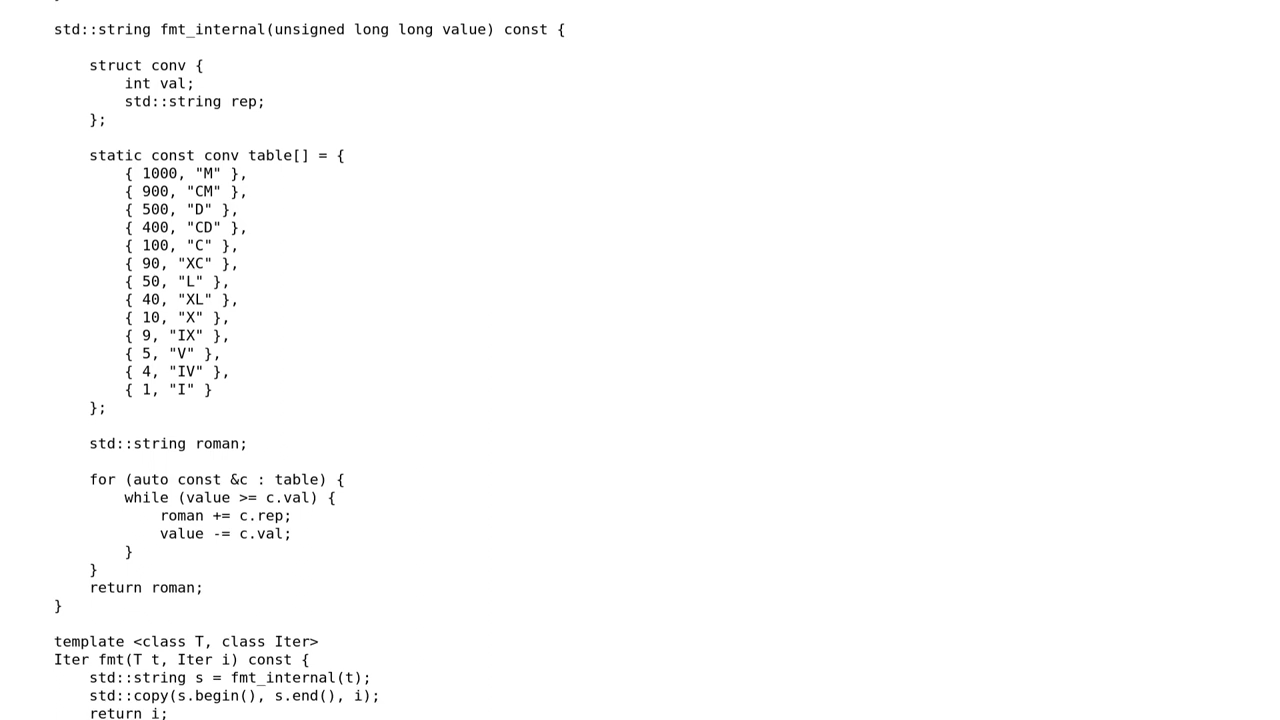 std::string fmt_internal(unsigned long long value) const {
struct conv {
int val;
std::string rep;
};
static const conv table[] = {
{ 1000, "M" },
{ 900, "CM" },
{ 500, "D" },
{ 400, "CD" },
{ 100, "C" },
{ 90, "XC" },
{ 50, "L" },
{ 40, "XL" },
{ 10, "X" },
{ 9, "IX" },
{ 5, "V" },
{ 4, "IV" },
{ 1, "I" }
};
std::string roman;
for (auto const &c : table) {
while (value >= c.val) {
roman += c.rep;
value -= c.val;
}
}
return roman;
}
template <class T, class Iter>
Iter fmt(T t, Iter i) const {
std::string s = fmt_internal(t);
std::copy(s.begin(), s.end(), i);
return i;